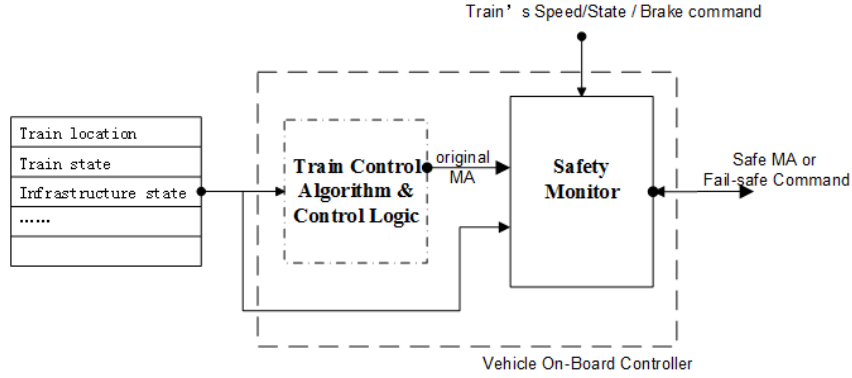 Train's Speed/State / Brake command
Train location
Train state
Infrastructure state
......
Train Control
Algorithm &
Control Logic
original
MA
Safety
Monitor
Safe MA or
Fail-safe Command
Vehicle On-Board Controller